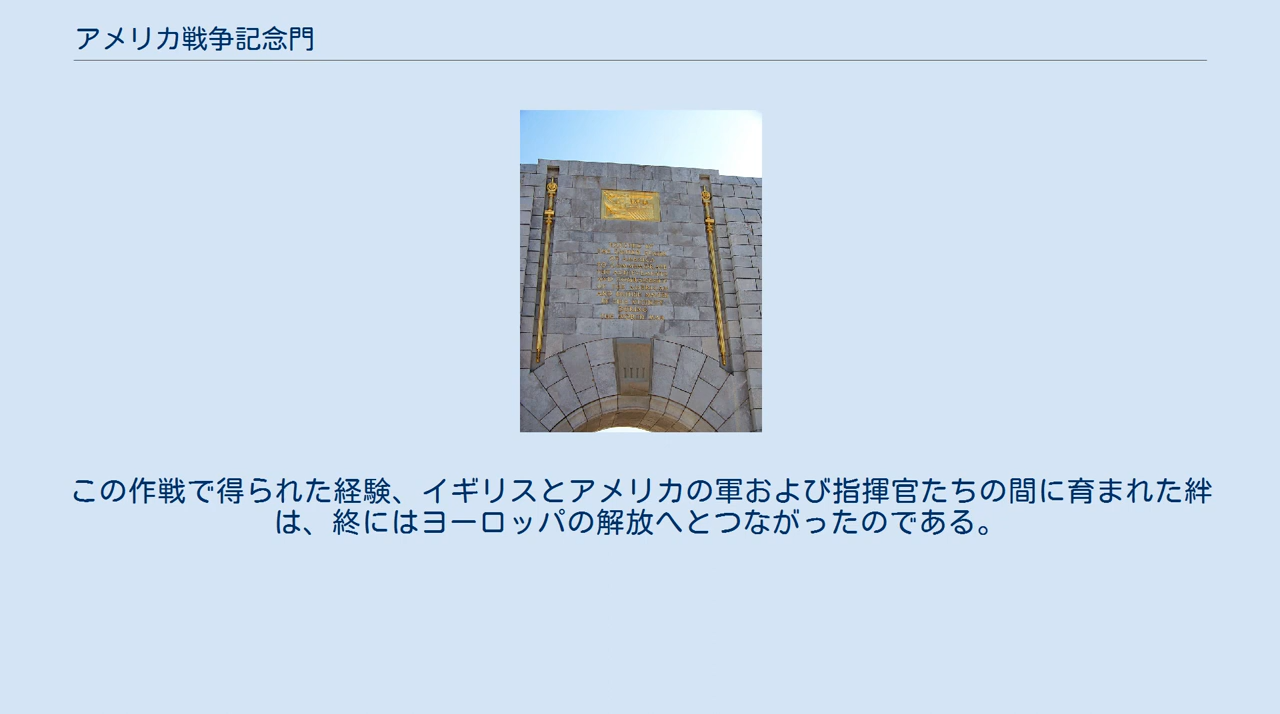 アメリカ戦争記念門
この作戦で得られた経験、イギリスとアメリカの軍および指揮官たちの間に育まれた絆
は、終にはヨーロッパの解放へとつながったのである。